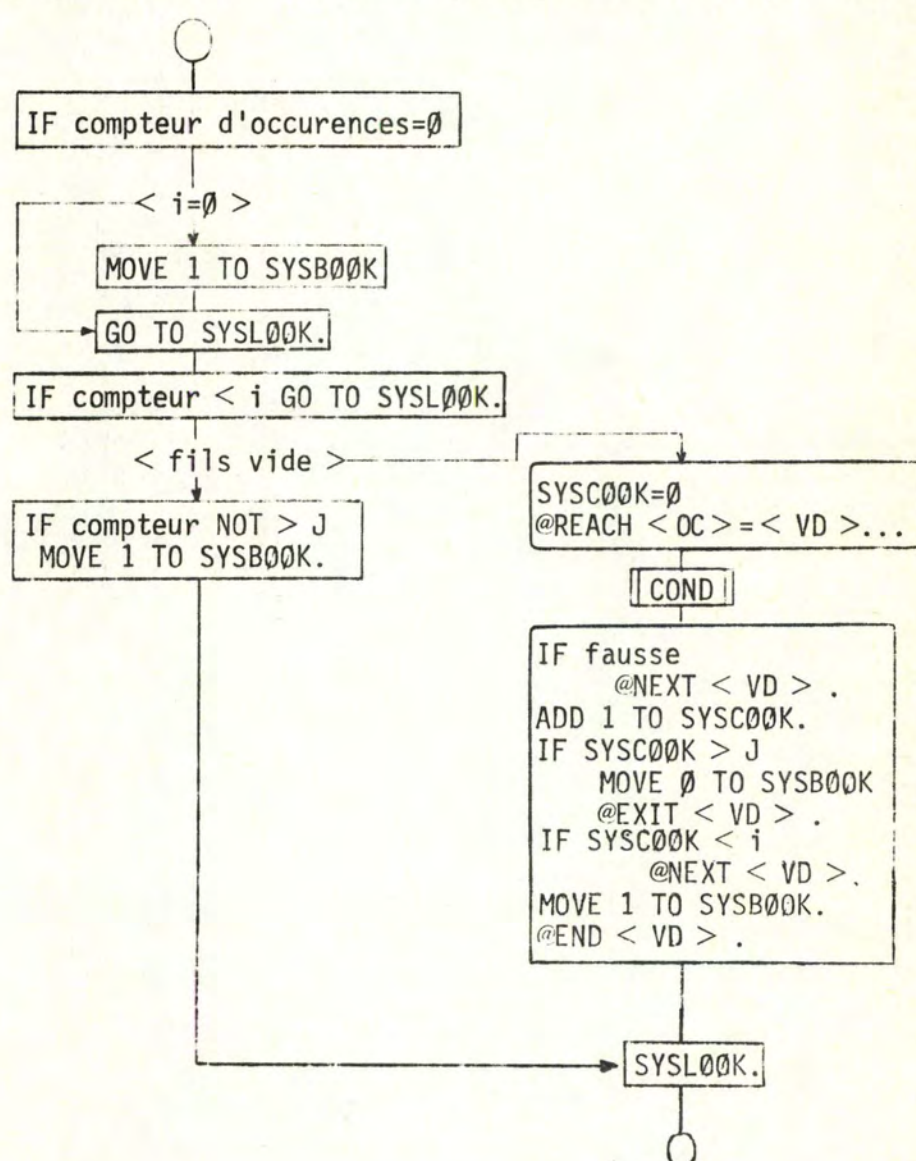 IF compteur d'occurences=Ø
< i=Ø >
MOVE 1 TO SYSBØØK
GO TO SYSLØØK.
IF compteur < i GO TO SYSLØØK.
< fils vide >
IF compteur NOT > J
MOVE 1 TO SYSBØØK.
SYSCØØK=Ø
@REACH < OC > = < VD >...
COND
IF fausse
@NEXT < VD > .
ADD 1 TO SYSCØØK.
IF SYSCØØK > J
MOVE Ø TO SYSBØØK
@EXIT < VD > .
IF SYSCØØK < i
@NEXT < VD >.
MOVE 1 TO SYSBØØK.
@END < VD > .
SYSLØØK.